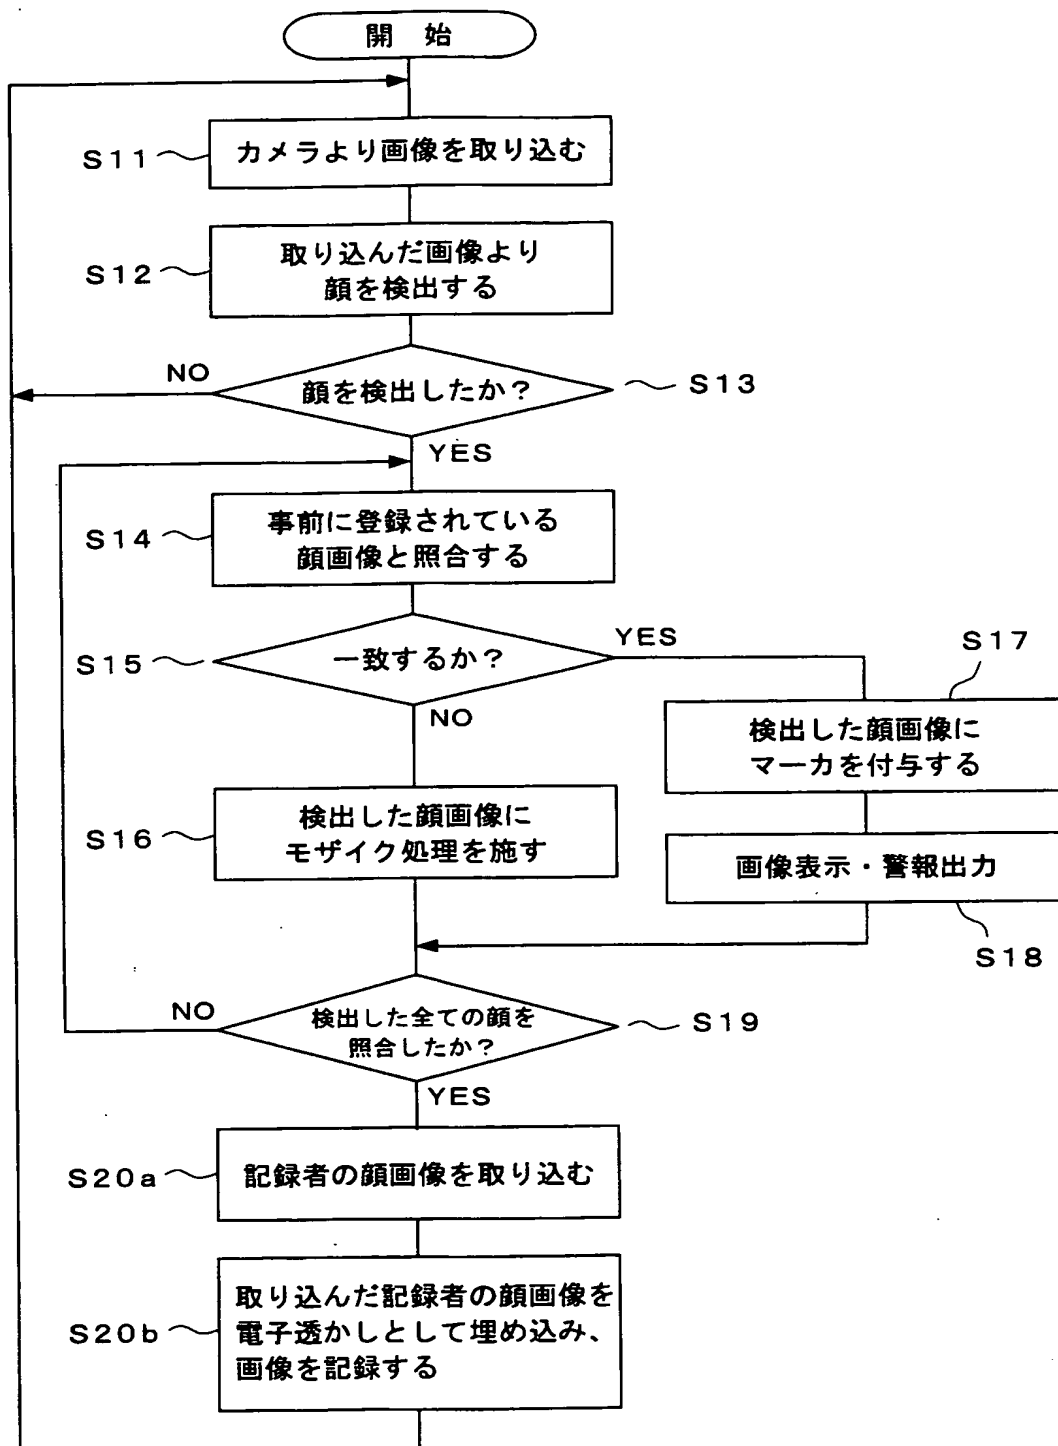 開 始
S11
カメラより画像を取り込む
S12
取り込んだ画像より
顔を検出する
NO
顔を検出したか？
S13
YES
S14
事前に登録されている
顔画像と照合する
S15
一致するか？
YES
NO
S17
検出した顔画像に
マーカを付与する
S16
検出した顔画像に
モザイク処理を施す
画像表示・警報出力
S18
NO
検出した全ての顔を
照合したか？
S19
YES
S20a
記録者の顔画像を取り込む
S20b
取り込んだ記録者の顔画像を
電子透かしとして埋め込み、
画像を記録する